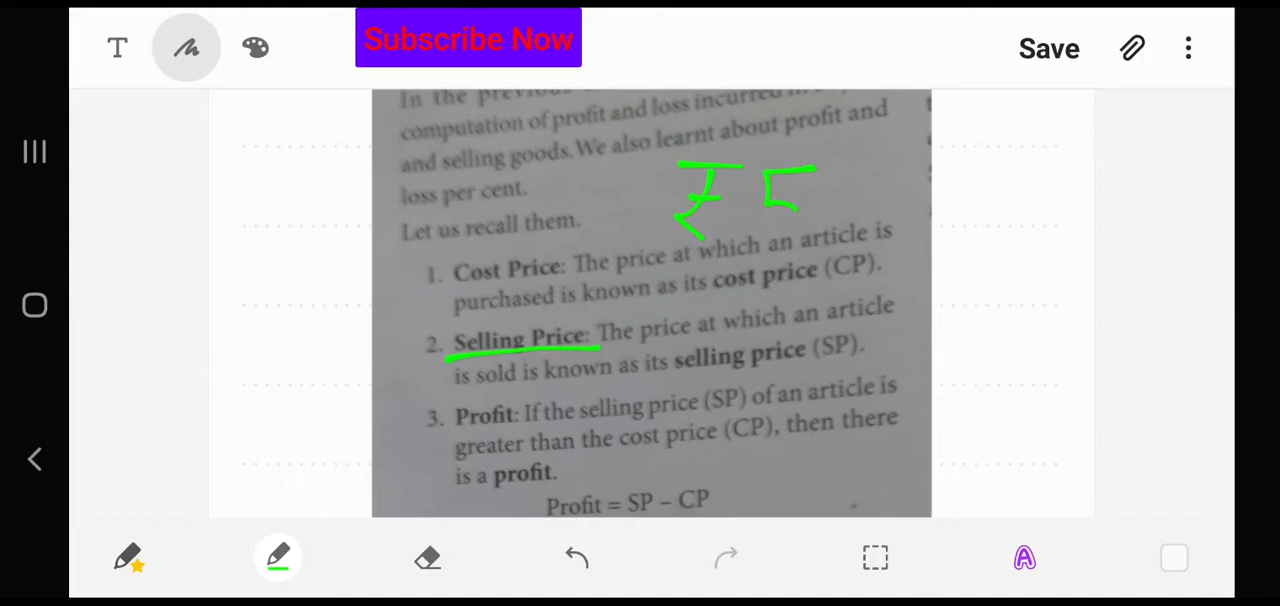 T
Subscribe Now
Save
In the previous
computation of profit and loss incurred in
and selling goods. We also learnt about profit and
loss per cent.
Let us recall them.
₹ 5
1. Cost Price: The price at which an article is
purchased is known as its cost price (CP).
2. Selling Price: The price at which an article
is sold is known as its selling price (SP).
3. Profit: If the selling price (SP) of an article is
greater than the cost price (CP), then there
is a profit.
Profit = SP – CP
A